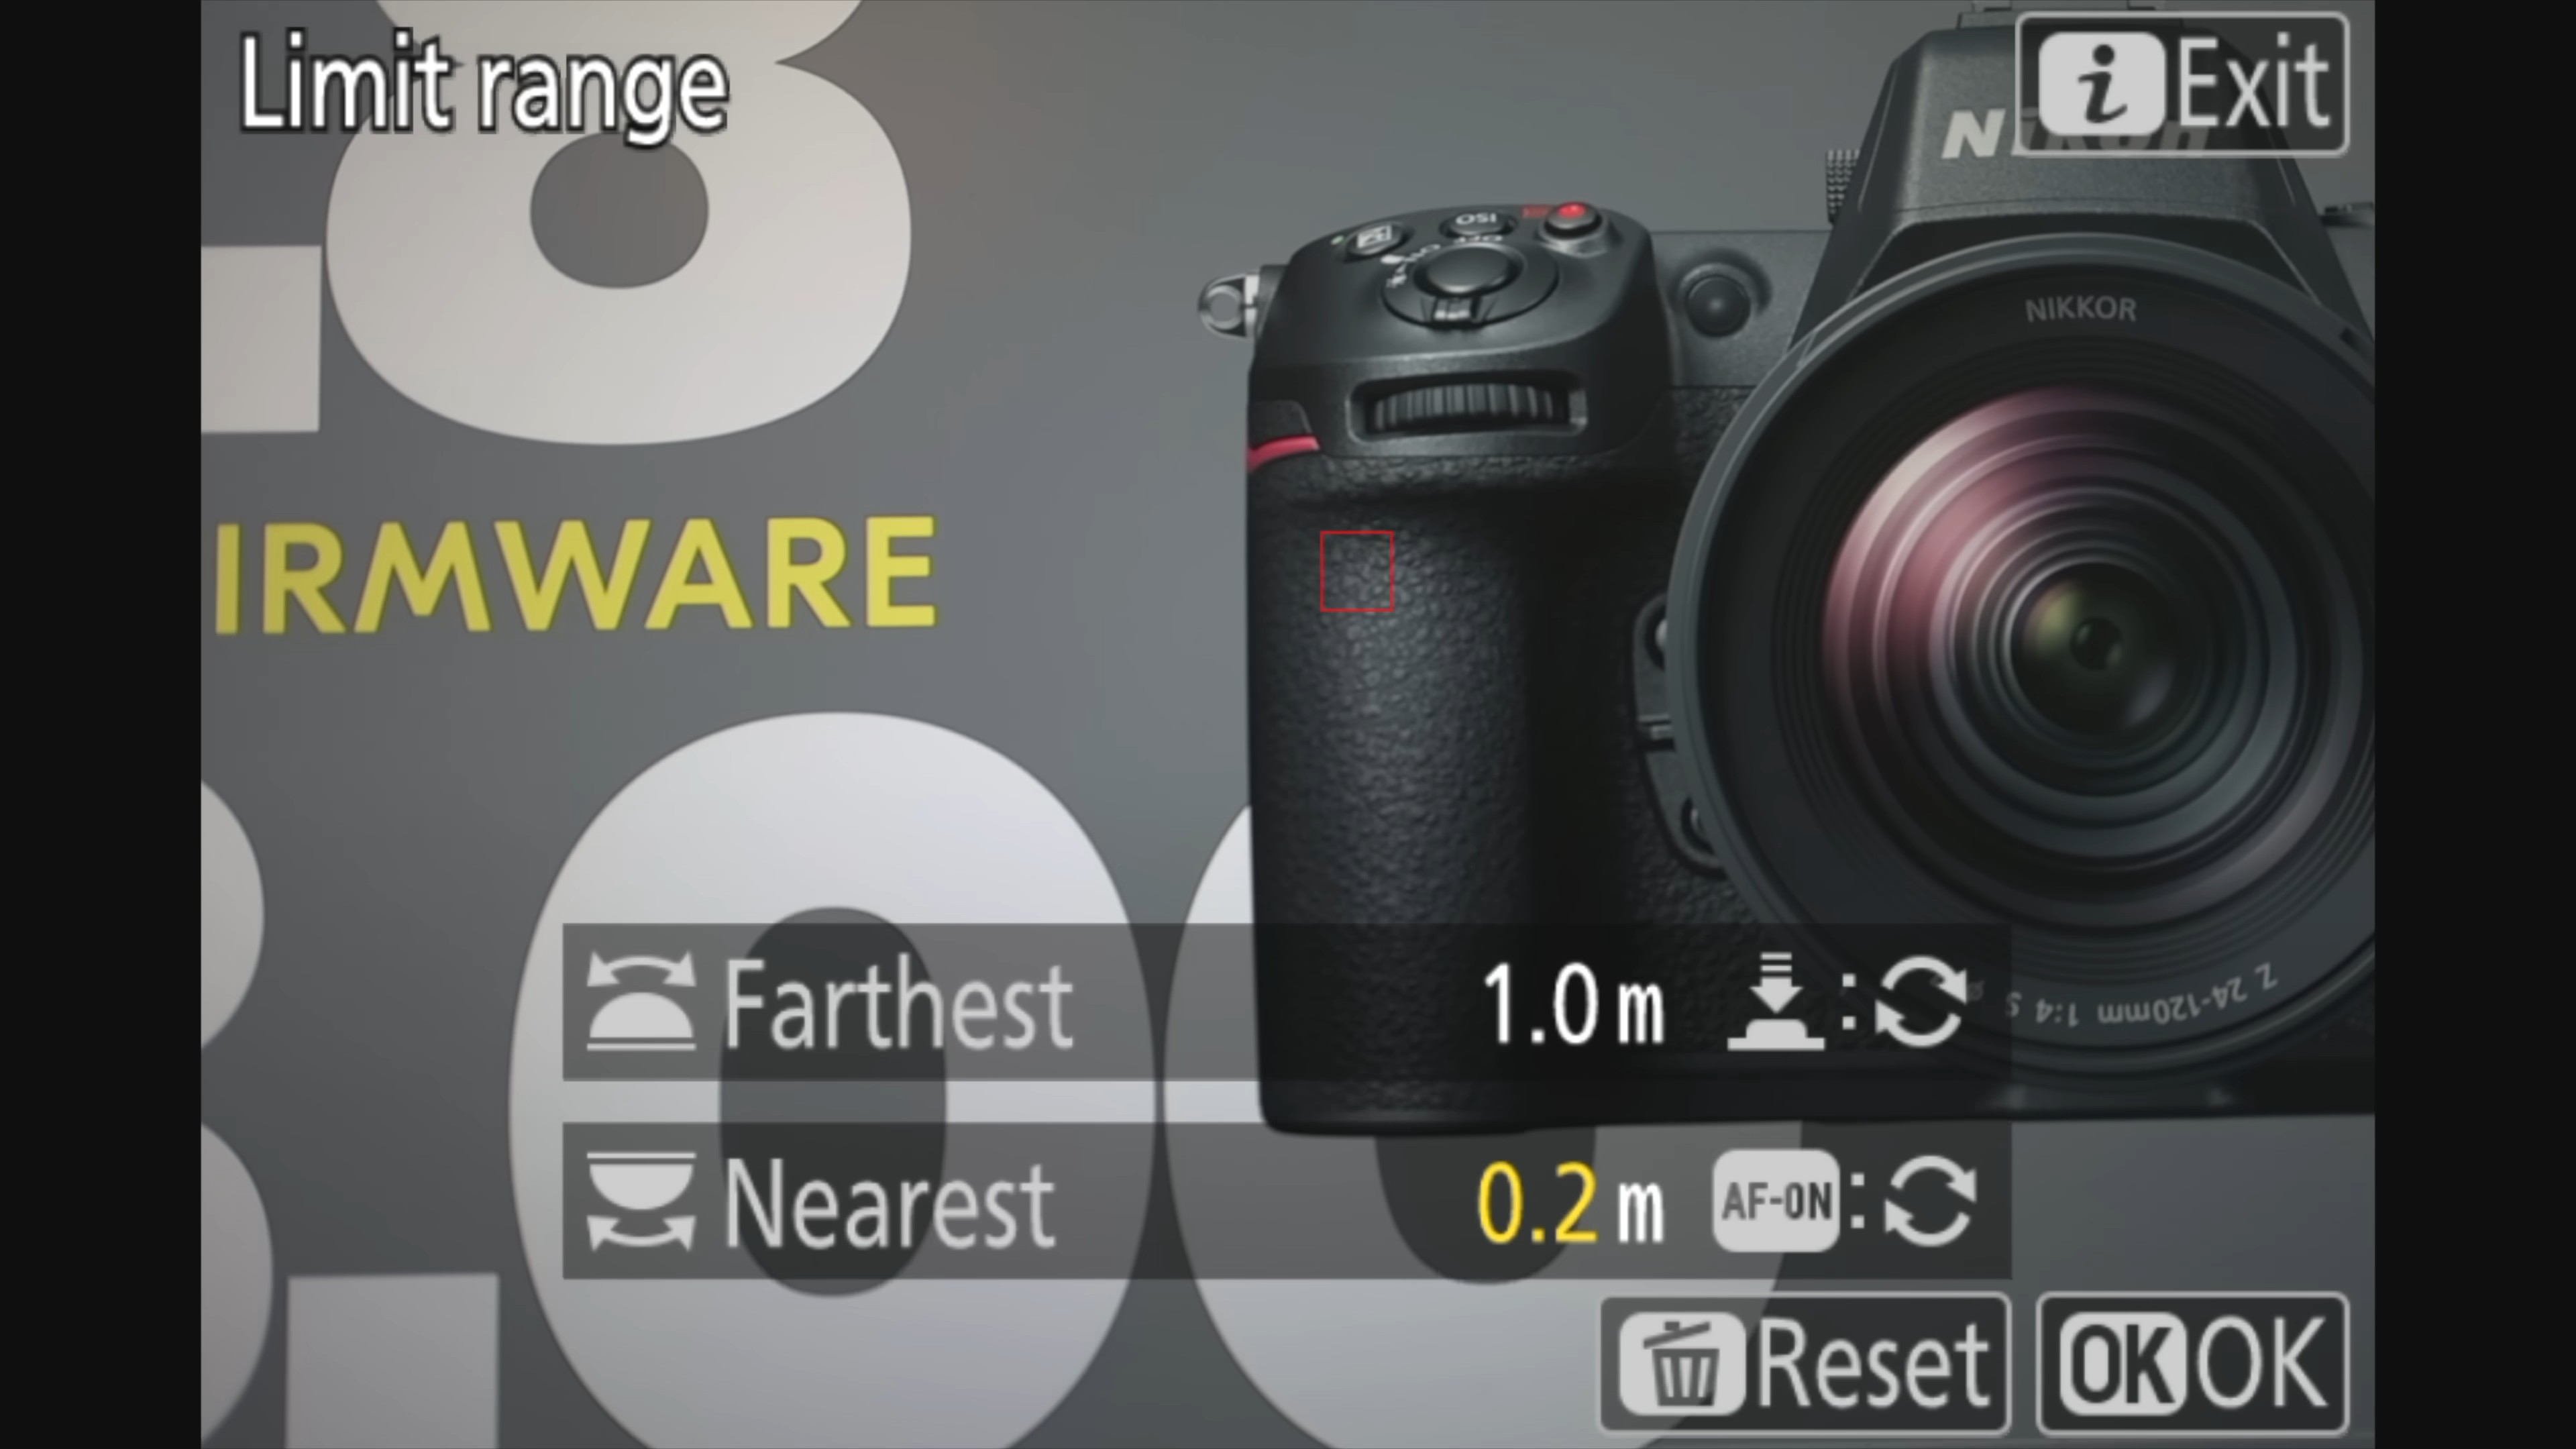 Limit range
i Exit
Nikon
ISO
NIKKOR
IRMWARE
Farthest 1.0 m :
Z 24-120mm 1:4 S
Nearest 0.2 m AF-ON :
Reset OK OK